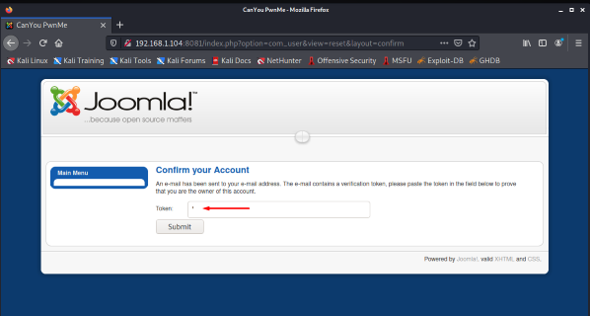 CanYou PwnMe - Mozilla Firefox
CanYou PwnMe
192.168.1.104:8081/index.php?option=com_user&view=reset&layout=confirm
Kali Linux Kali Training Kali Tools Kali Forums Kali Docs NetHunter Offensive Security MSFU Exploit-DB GHDB
Joomla!™
...because open source matters
Main Menu
Confirm your Account
An e-mail has been sent to your e-mail address. The e-mail contains a verification token, please paste the token in the field below to prove
that you are the owner of this account.
Token: '
Submit
Powered by Joomla!. valid XHTML and CSS.